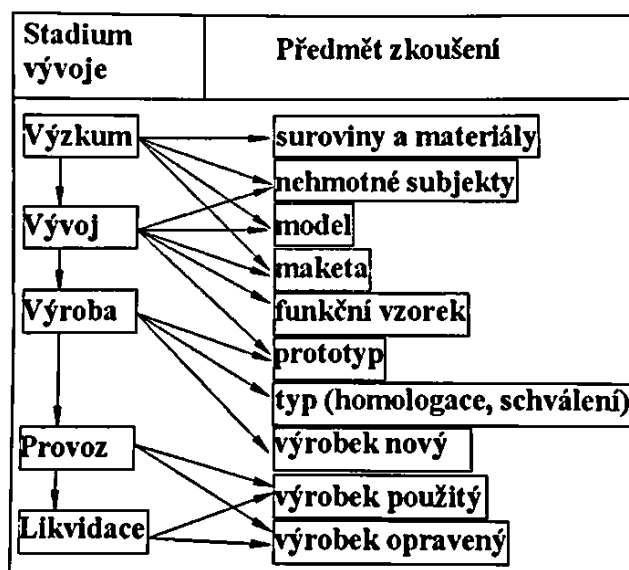 Stadium
vývoje
Předmět zkoušení
Výzkum
suroviny a materiály
nehmotné subjekty
Vývoj
model
maketa
Výroba
funkční vzorek
prototyp
typ (homologace, schválení)
Provoz
výrobek nový
výrobek použitý
Likvidace
výrobek opravený